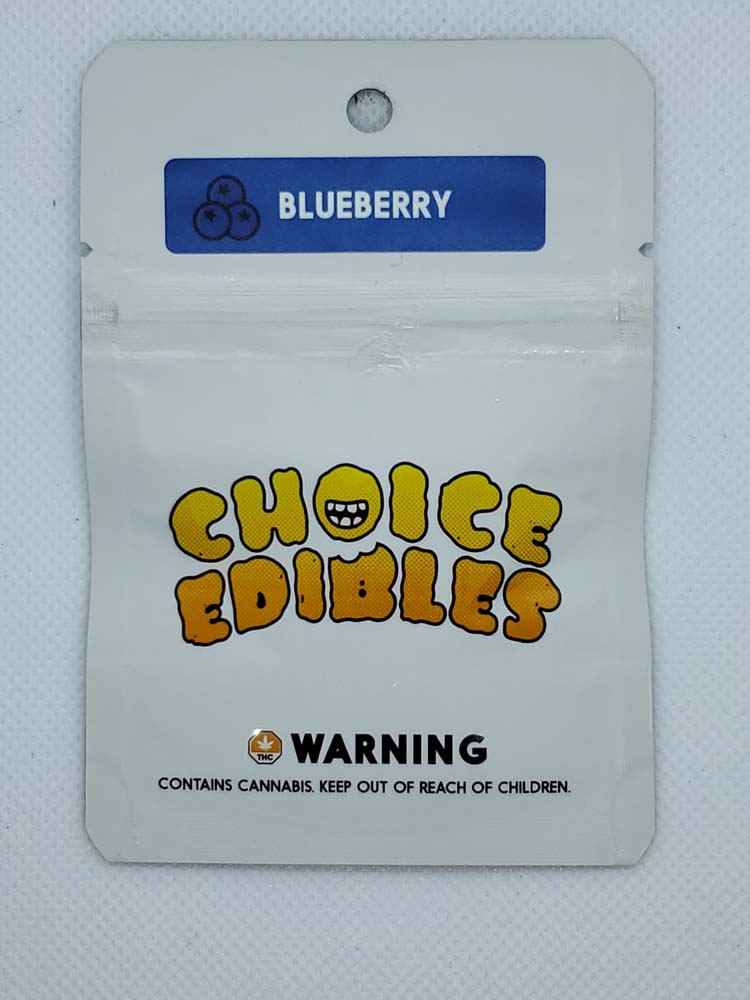 BLUEBERRY
CHOICE
EDIBLES
THC
WARNING
CONTAINS CANNABIS. KEEP OUT OF REACH OF CHILDREN.